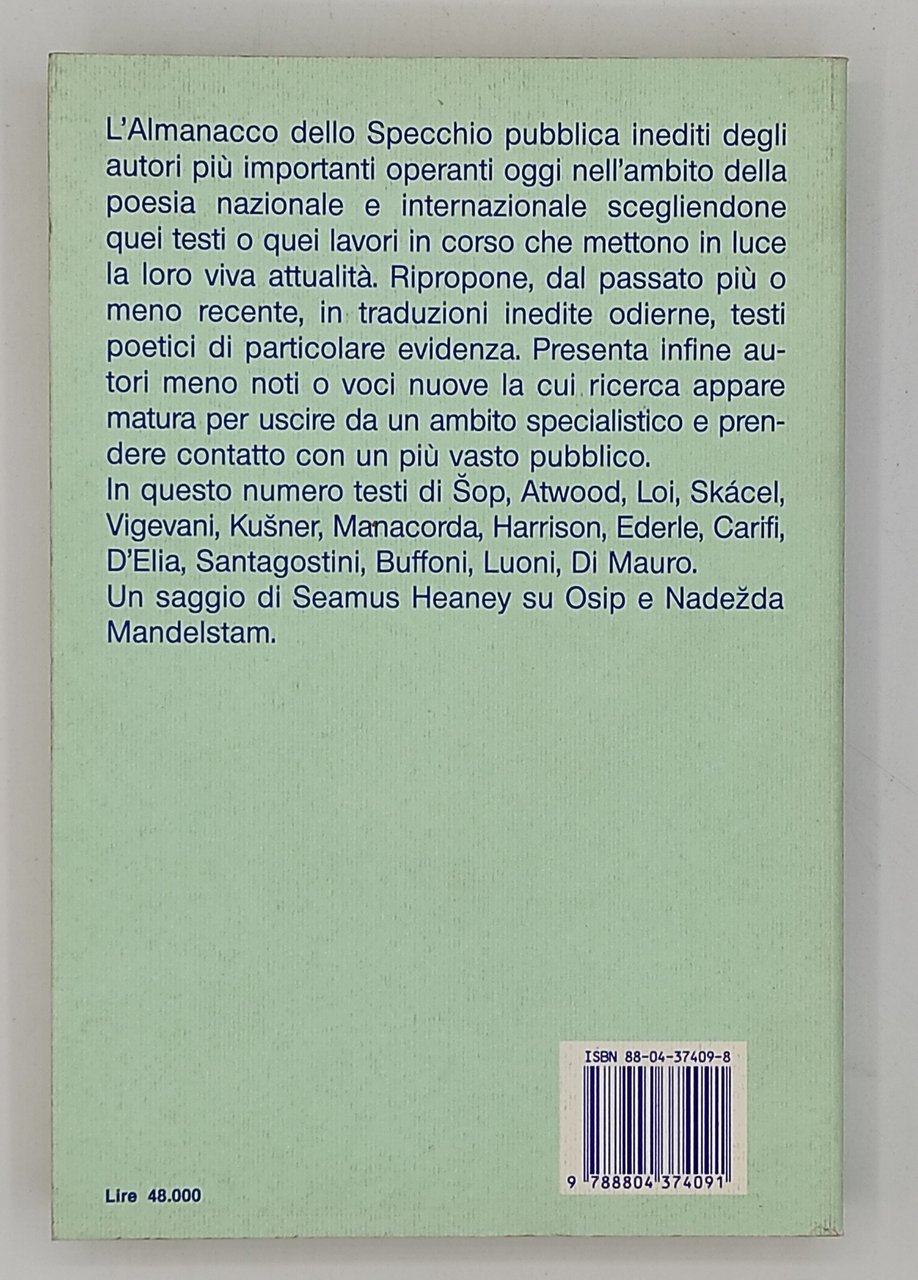 L'Almanacco dello Specchio pubblica inediti degli
autori più importanti operanti oggi nell'ambito della
poesia nazionale e internazionale scegliendone
quei testi o quei lavori in corso che mettono in luce
la loro viva attualità. Ripropone, dal passato più o
meno recente, in traduzioni inedite odierne, testi
poetici di particolare evidenza. Presenta infine au-
tori meno noti o voci nuove la cui ricerca appare
matura per uscire da un ambito specialistico e pren-
dere contatto con un più vasto pubblico.
In questo numero testi di Šop, Atwood, Loi, Skácel,
Vigevani, Kušner, Manacorda, Harrison, Ederle, Carifi,
D'Elia, Santagostini, Buffoni, Luoni, Di Mauro.
Un saggio di Seamus Heaney su Osip e Nadežda
Mandelstam.
ISBN 88-04-37409-8
9 788804 374091
Lire 48.000